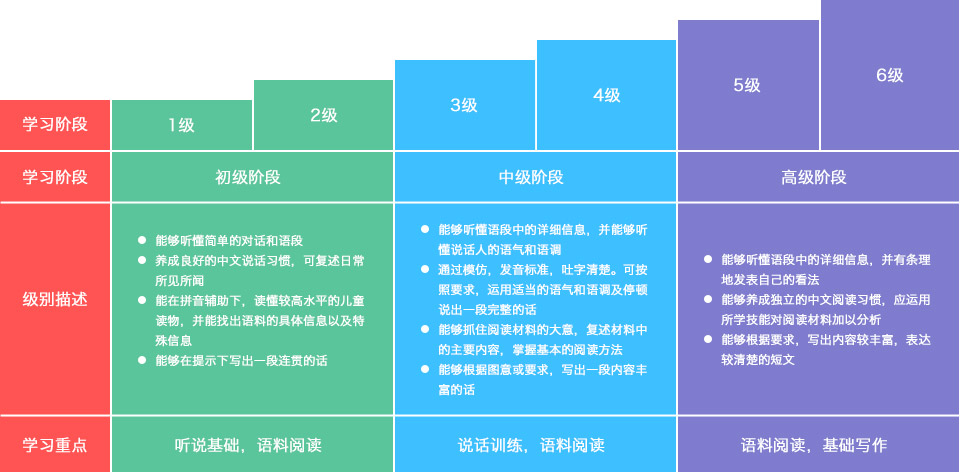 学习阶段
1级
2级
3级
4级
5级
6级
学习阶段
初级阶段
中级阶段
高级阶段
级别描述
能够听懂简单的对话和语段
养成良好的中文说话习惯，可复述日常
所见所闻
能在拼音辅助下，读懂较高水平的儿童
读物，并能找出语料的具体信息以及特
殊信息
能够在提示下写出一段连贯的话
能够听懂语段中的详细信息，并能够听
懂说话人的语气和语调
通过模仿，发音标准，吐字清楚。可按
照要求，运用适当的语气和语调及停顿
说出一段完整的话
能够抓住阅读材料的大意，复述材料中
的主要内容，掌握基本的阅读方法
能够根据图意或要求，写出一段内容丰
富的话
能够听懂语段中的详细信息，并有条理
地发表自己的看法
能够养成独立的中文阅读习惯，应运用
所学技能对阅读材料加以分析
能够根据要求，写出内容较丰富，表达
较清楚的短文
学习重点
听说基础，语料阅读
说话训练，语料阅读
语料阅读，基础写作